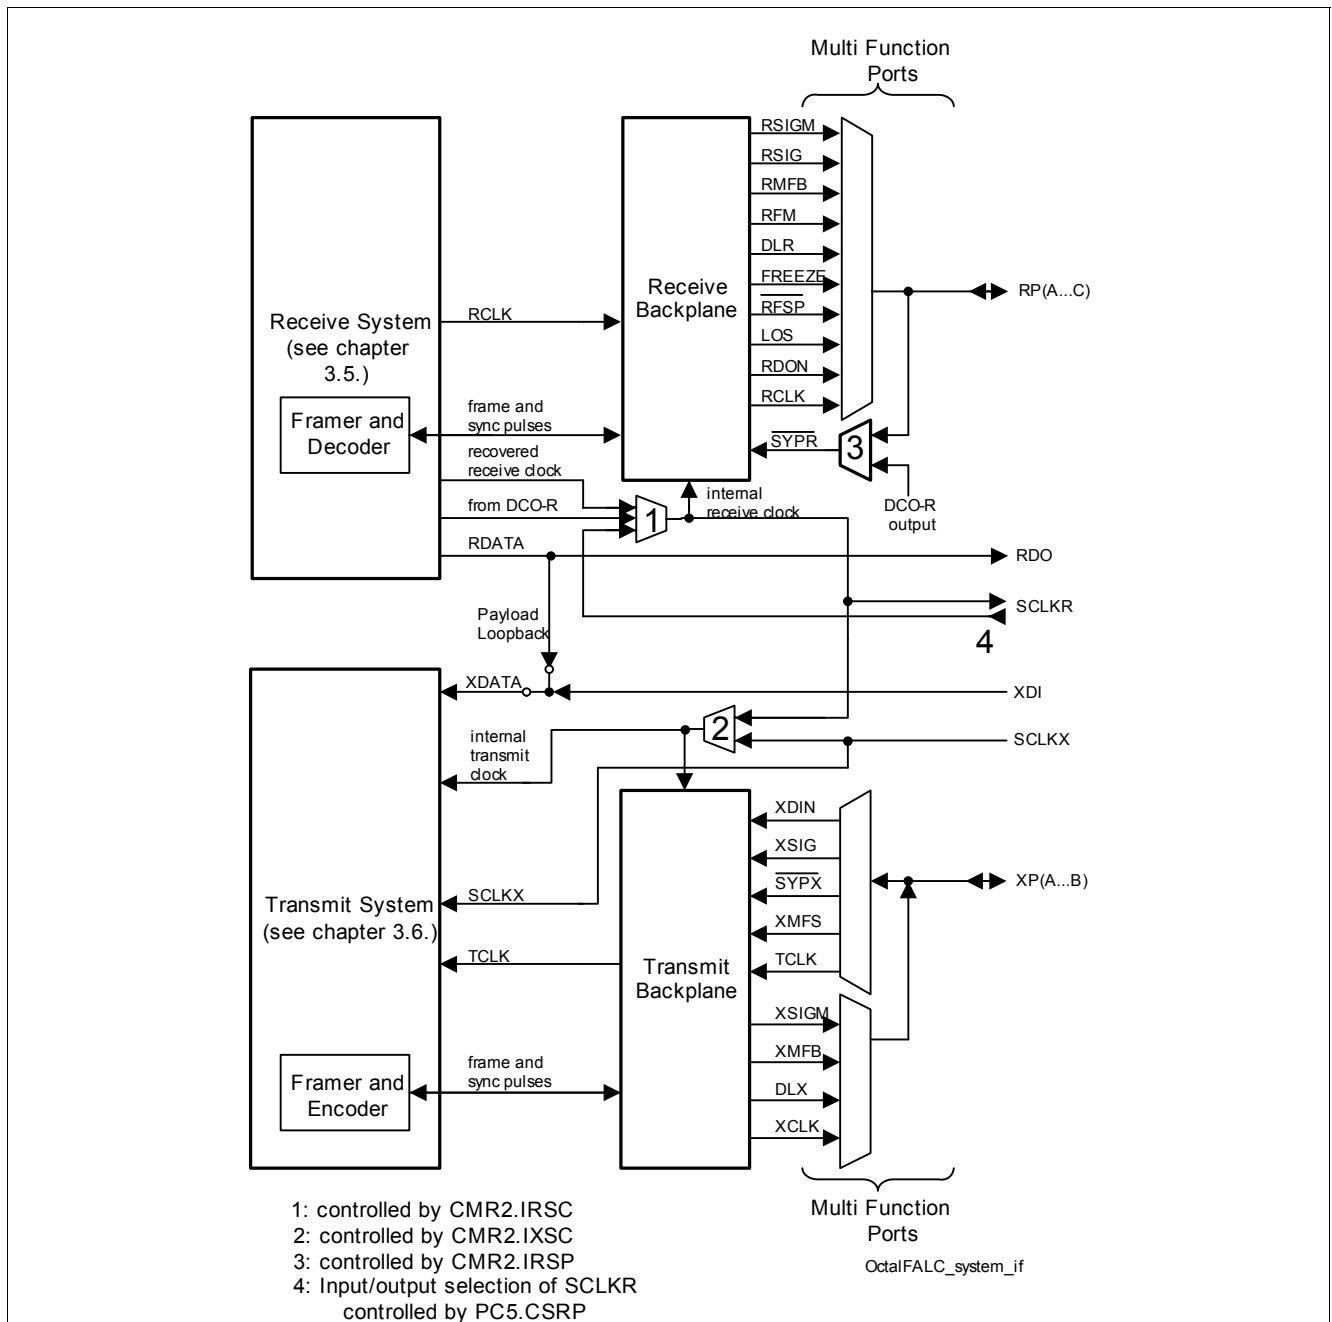 Multi Function
Ports
RSIGM
RSIG
RMFB
RFM
DLR
FREEZE
RFSP
LOS
RDON
RCLK
Receive
Backplane
RP(A...C)
RCLK
Receive System
(see chapter
3.5.)
Framer and
Decoder
frame and
sync pulses
SYPR
3
recovered
receive clock
internal
receive clock
DCO-R
output
from DCO-R
1
RDATA
RDO
SCLKR
4
Payload
Loopback
XDATA
XDI
2
SCLKX
internal
transmit
clock
XDIN
XSIG
SYPX
XMFS
TCLK
XP(A...B)
SCLKX
Transmit System
(see chapter 3.6.)
TCLK
Transmit
Backplane
XSIGM
XMFB
DLX
XCLK
Framer and
Encoder
frame and
sync pulses
Multi Function
Ports
1: controlled by CMR2.IRSC
2: controlled by CMR2.IXSC
3: controlled by CMR2.IRSP
4: Input/output selection of SCLKR
controlled by PC5.CSRP
OctalFALC_system_if